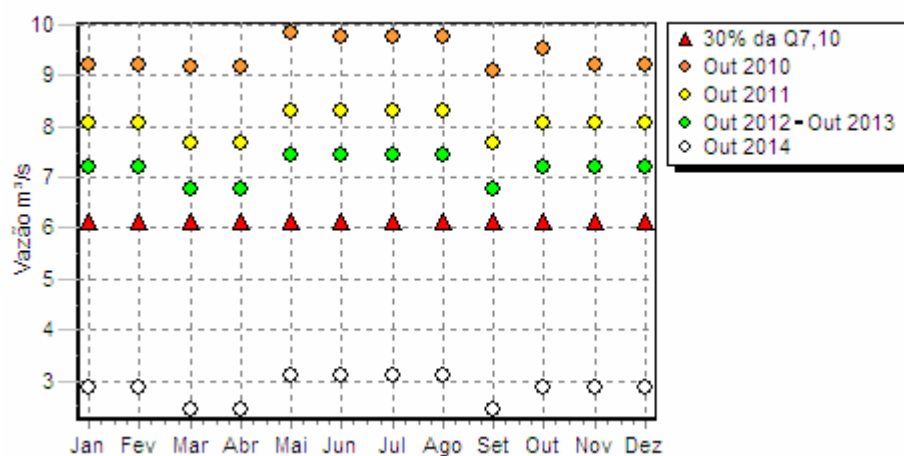 10
9
8
7
6
5
4
3
Vazão m³/s
Jan Fev Mar Abr Mai Jun Jul Ago Set Out Nov Dez
30% da Q7,10
Out 2010
Out 2011
Out 2012 - Out 2013
Out 2014